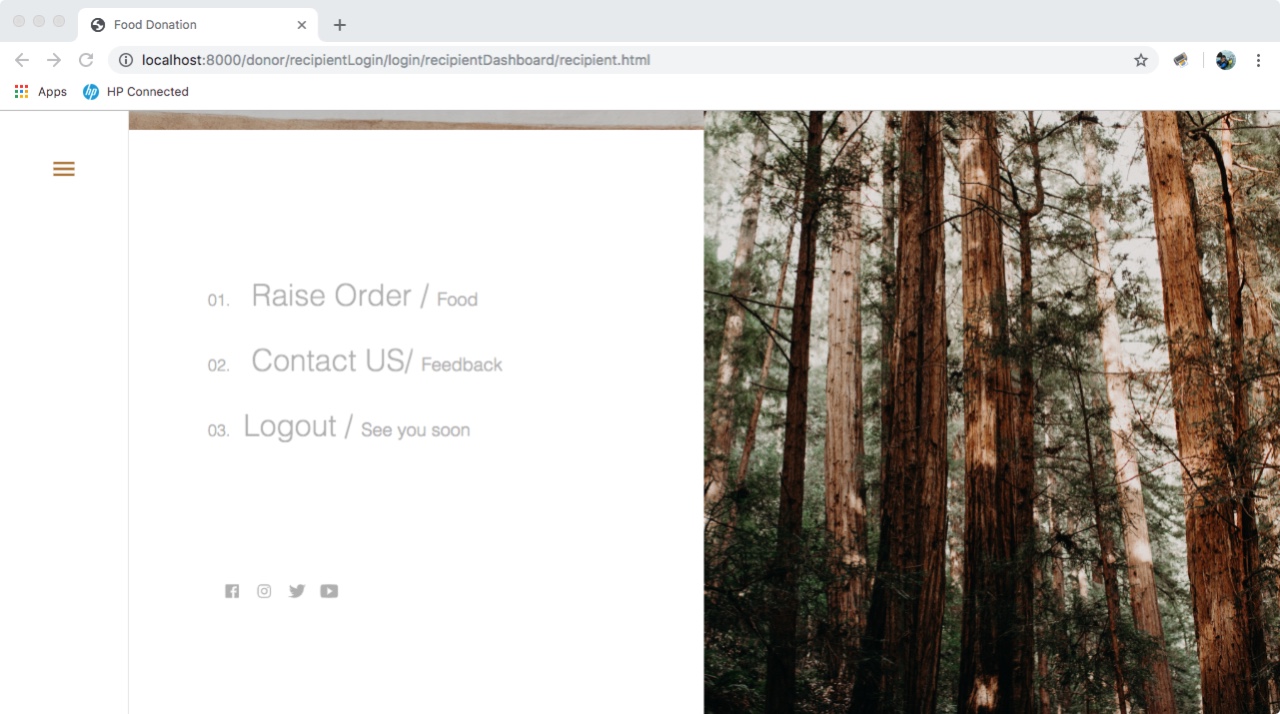 Food Donation
localhost:8000/donor/recipientLogin/login/recipientDashboard/recipient.html
Apps
hp HP Connected
01. Raise Order / Food
02. Contact US/ Feedback
03. Logout / See you soon